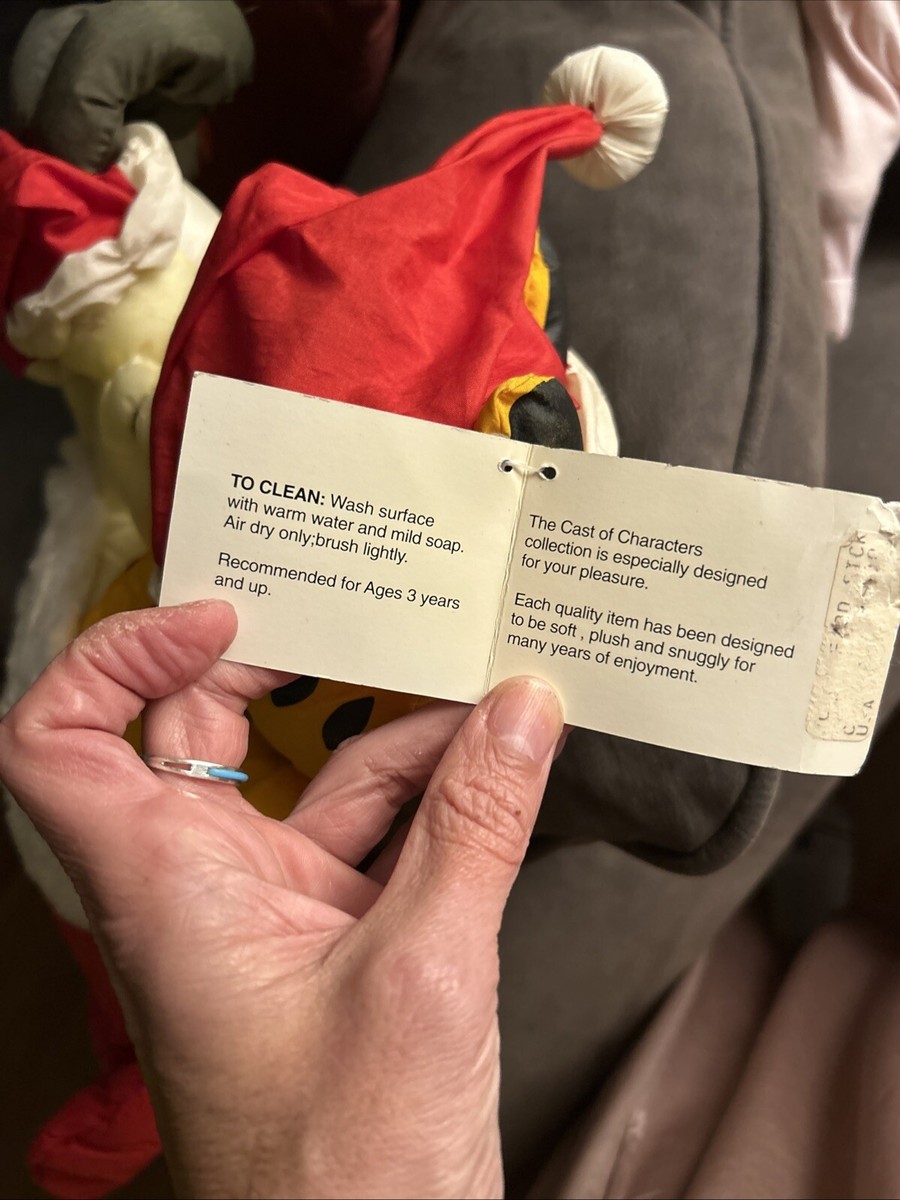 TO CLEAN: Wash surface
with warm water and mild soap.
Air dry only;brush lightly.
Recommended for Ages 3 years
and up.
The Cast of Characters
collection is especially designed
for your pleasure.
Each quality item has been designed
to be soft , plush and snuggly for
many years of enjoyment.